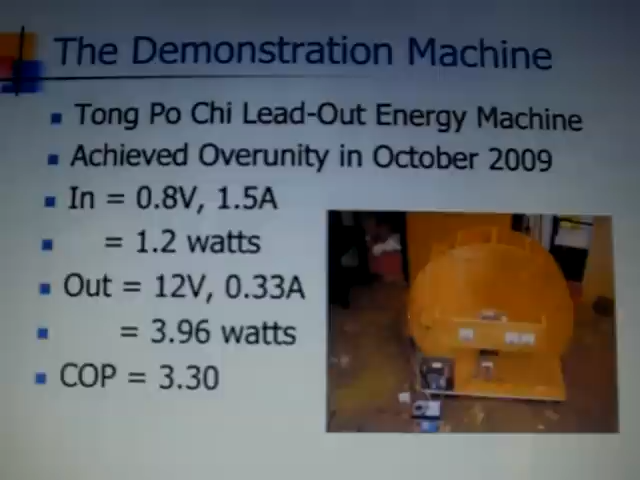 The Demonstration Machine
Tong Po Chi Lead-Out Energy Machine
Achieved Overunity in October 2009
In = 0.8V, 1.5A
= 1.2 watts
Out = 12V, 0.33A
= 3.96 watts
COP = 3.30